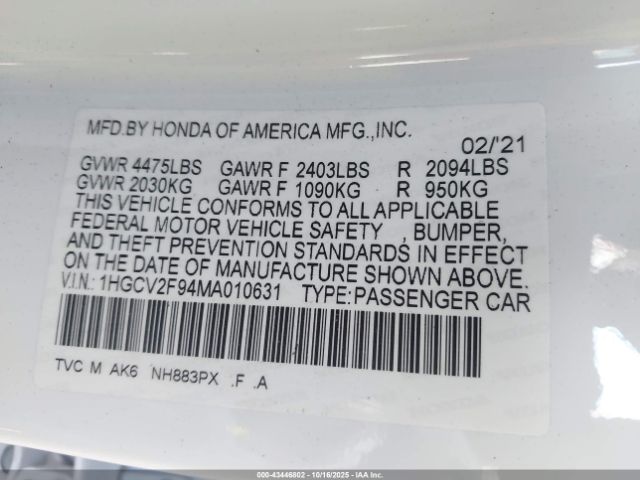 MFD.BY HONDA OF AMERICA MFG.,INC.
02/'21
GVWR 4475LBS GAWR F 2403LBS R 2094LBS
GVWR 2030KG GAWR F 1090KG R 950KG
THIS VEHICLE CONFORMS TO ALL APPLICABLE
FEDERAL MOTOR VEHICLE SAFETY , BUMPER,
AND THEFT PREVENTION STANDARDS IN EFFECT
ON THE DATE OF MANUFACTURE SHOWN ABOVE.
V.I.N.: 1HGCV2F94MA010631 TYPE:PASSENGER CAR
TVC M AK6 NH883PX .F .A
000-43446802 - 10/16/2025 - IAAI.COM